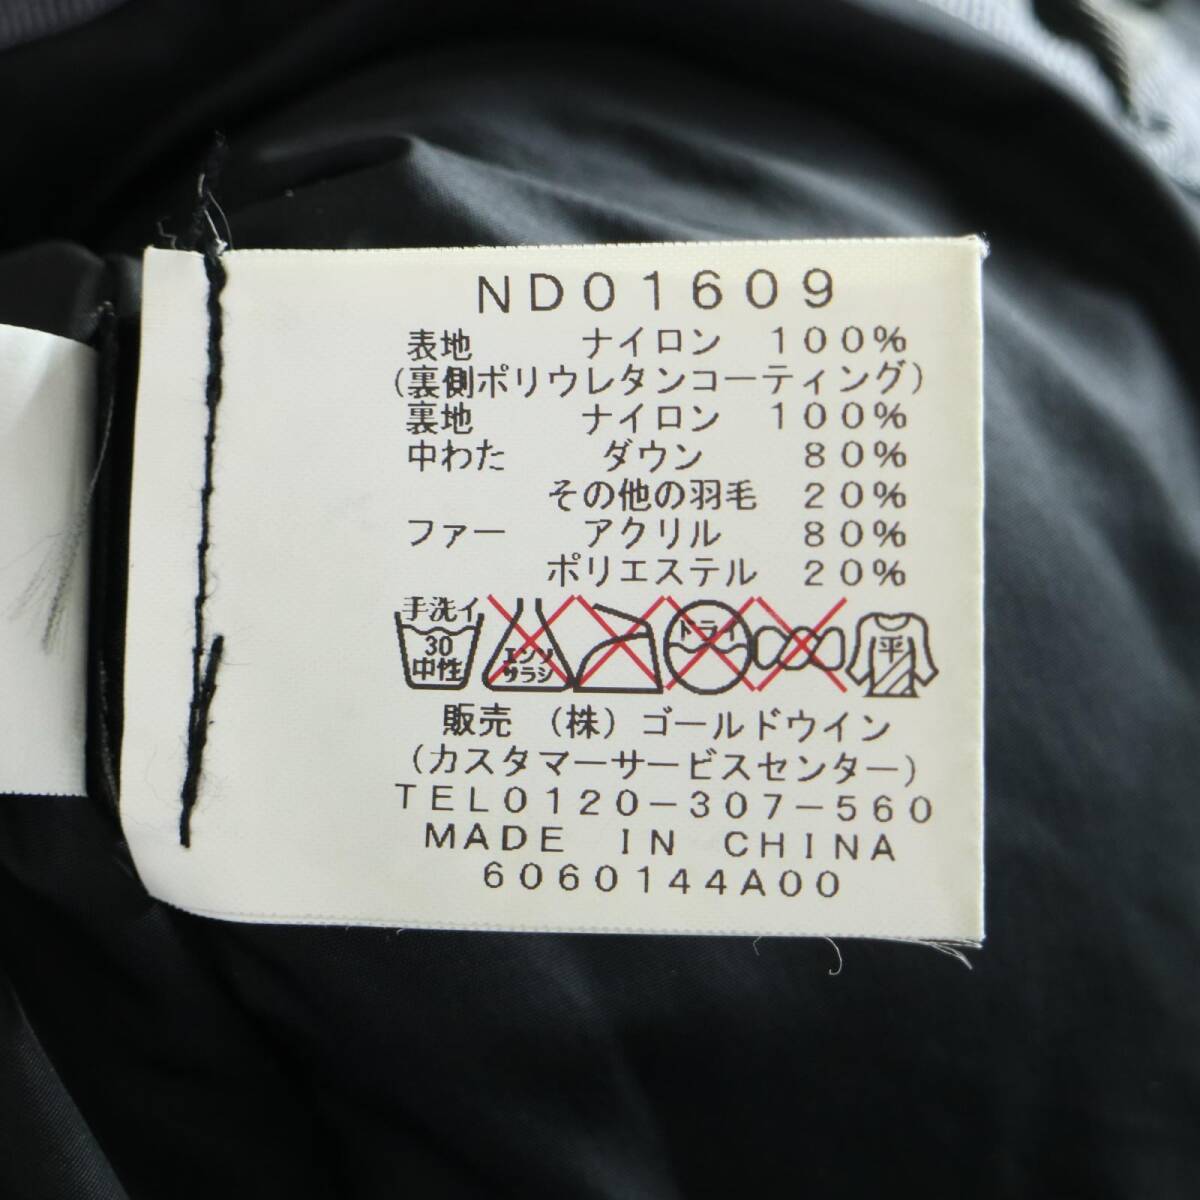 ND01609
表地 ナイロン 100%
(裏側ポリウレタンコーティング)
裏地 ナイロン 100%
中わた ダウン 80%
その他の羽毛 20%
ファー アクリル 80%
ポリエステル 20%
手洗イ
30
中性
エンソ
サラシ
ドライ
平
販売 (株)ゴールドウイン
(カスタマーサービスセンター)
TEL0120-307-560
MADE IN CHINA
6060144A00